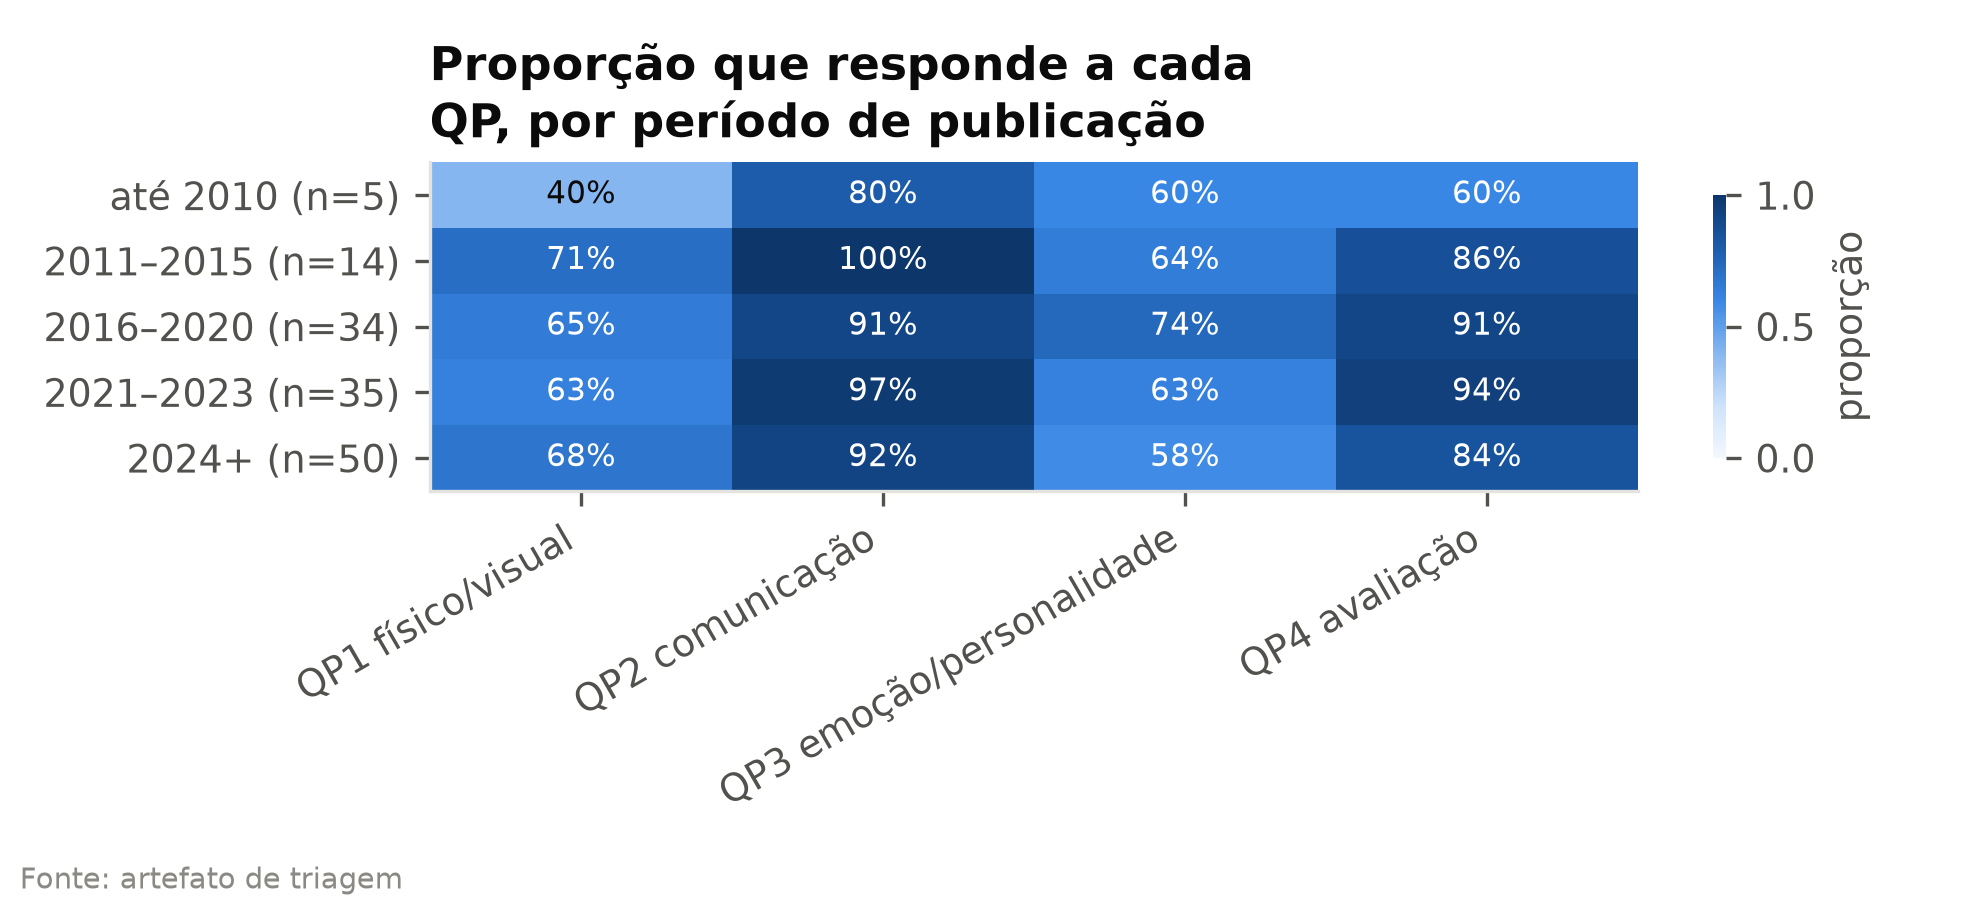 Proporção que responde a cada
QP, por período de publicação
até 2010 (n=5) 40% 80% 60% 60%
2011–2015 (n=14) 71% 100% 64% 86%
2016–2020 (n=34) 65% 91% 74% 91%
2021–2023 (n=35) 63% 97% 63% 94%
2024+ (n=50) 68% 92% 58% 84%
QP1 físico/visual
QP2 comunicação
QP3 emoção/personalidade
QP4 avaliação
1.0
0.5
0.0
proporção
Fonte: artefato de triagem